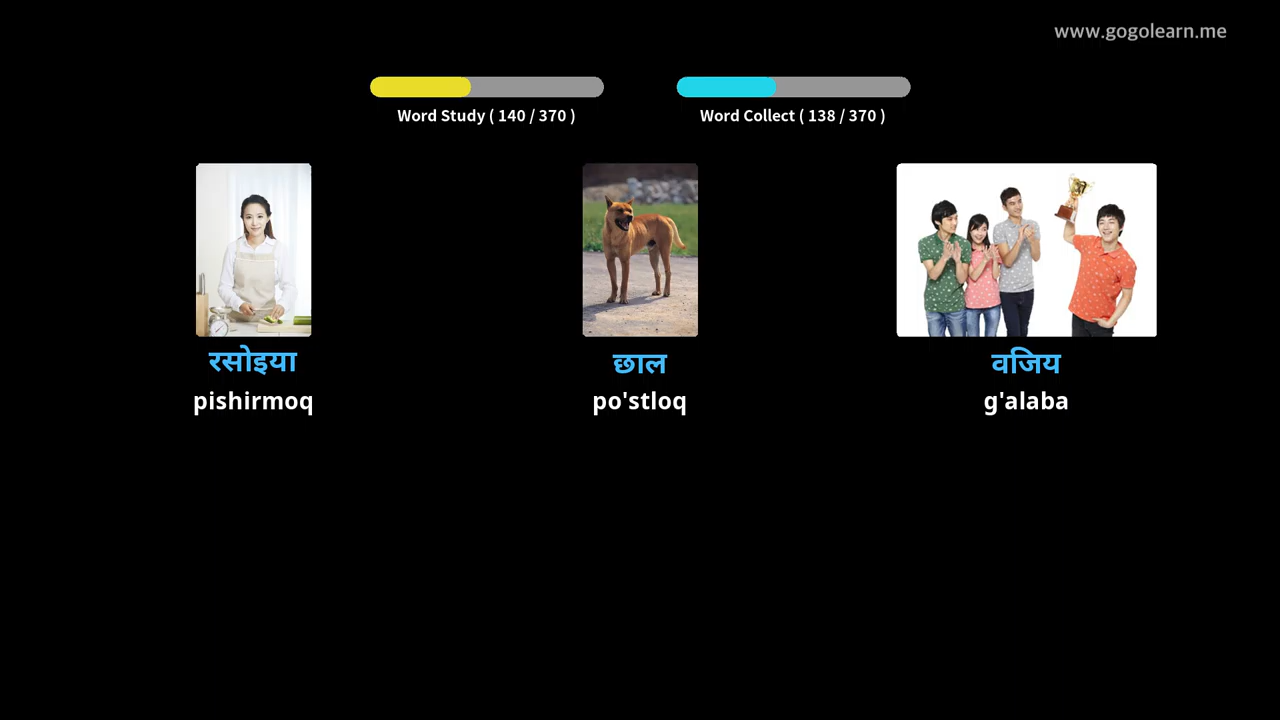 www.gogolearn.me
Word Study ( 140 / 370 )
Word Collect ( 138 / 370 )
रसोइया
छाल
वजिय
pishirmoq
po'stloq
g'alaba